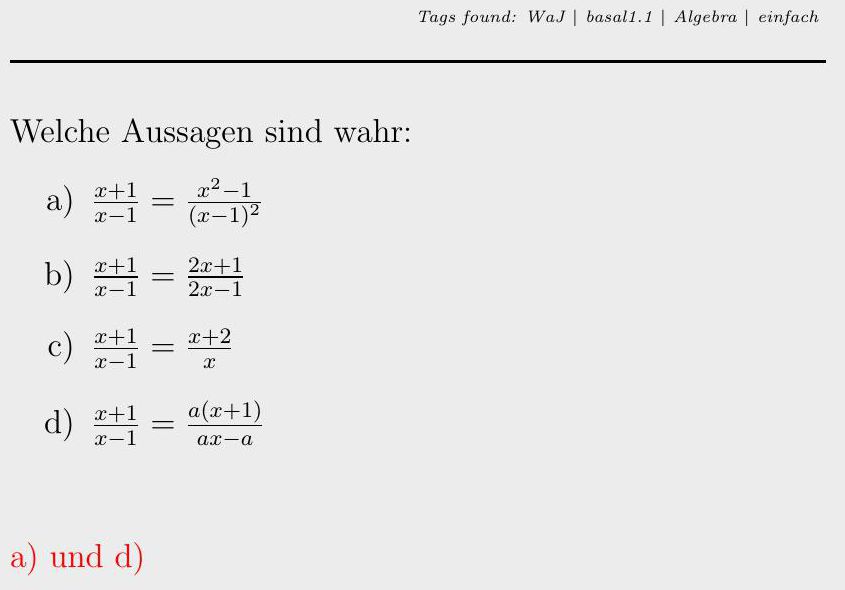 Tags found: WaJ | basal1.1 | Algebra | einfach
Welche Aussagen sind wahr:
a) \frac{x+1}{x-1} = \frac{x^2-1}{(x-1)^2}
b) \frac{x+1}{x-1} = \frac{2x+1}{2x-1}
c) \frac{x+1}{x-1} = \frac{x+2}{x}
d) \frac{x+1}{x-1} = \frac{a(x+1)}{ax-a}
a) und d)